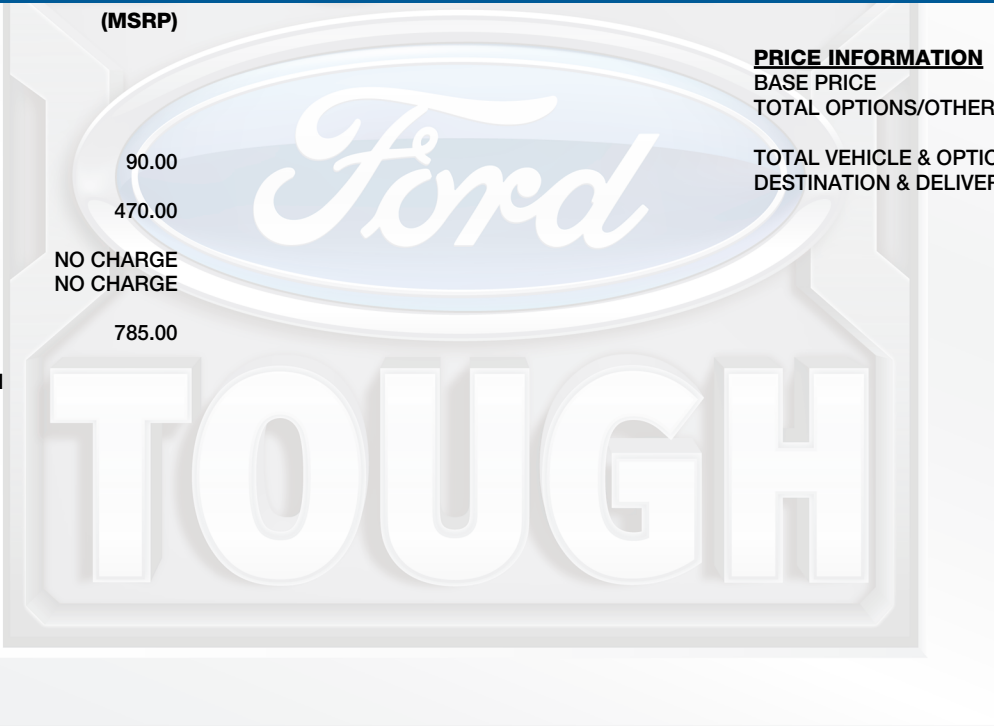 (MSRP)
90.00
470.00
NO CHARGE
NO CHARGE
785.00
PRICE INFORMATION
BASE PRICE
TOTAL OPTIONS/OTHER
TOTAL VEHICLE & OPTIO
DESTINATION & DELIVER
Ford
TOUGH